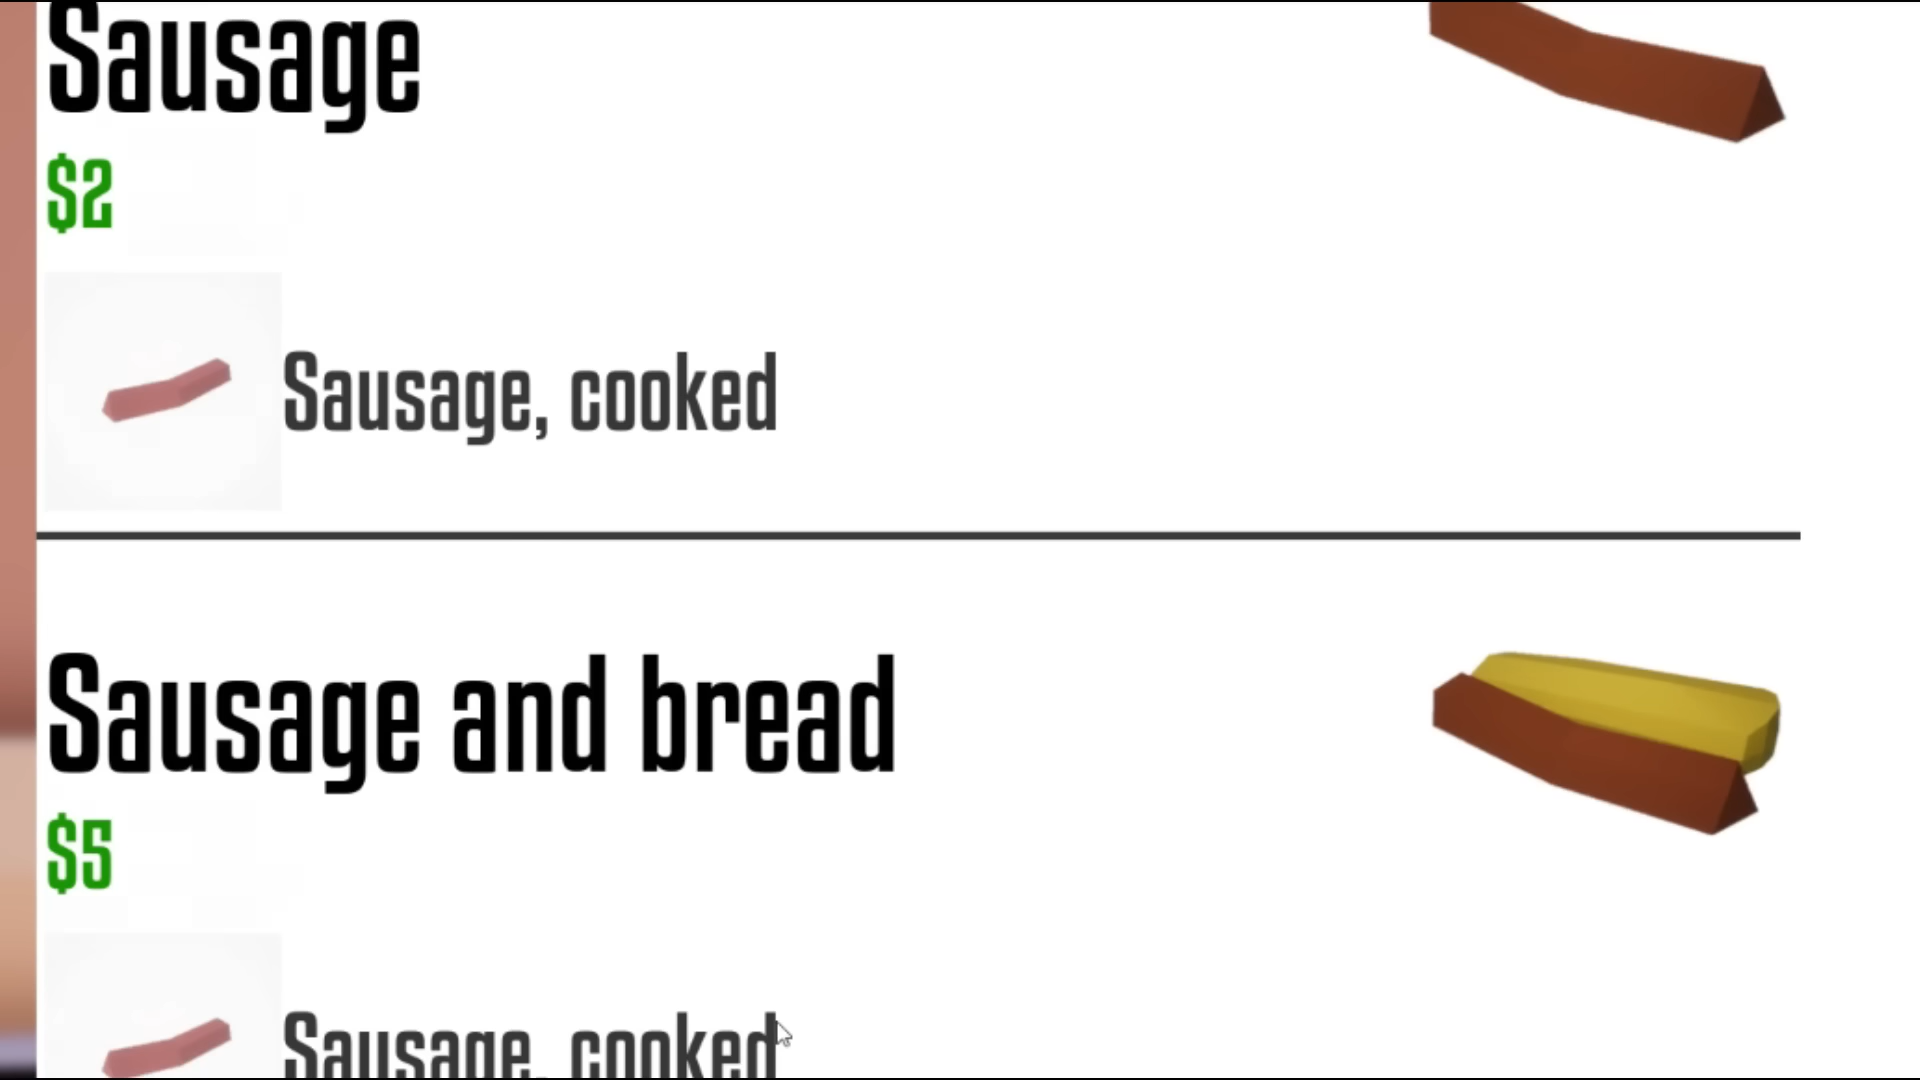 Sausage
$2
Sausage, cooked
Sausage and bread
$5
Sausage, cooked